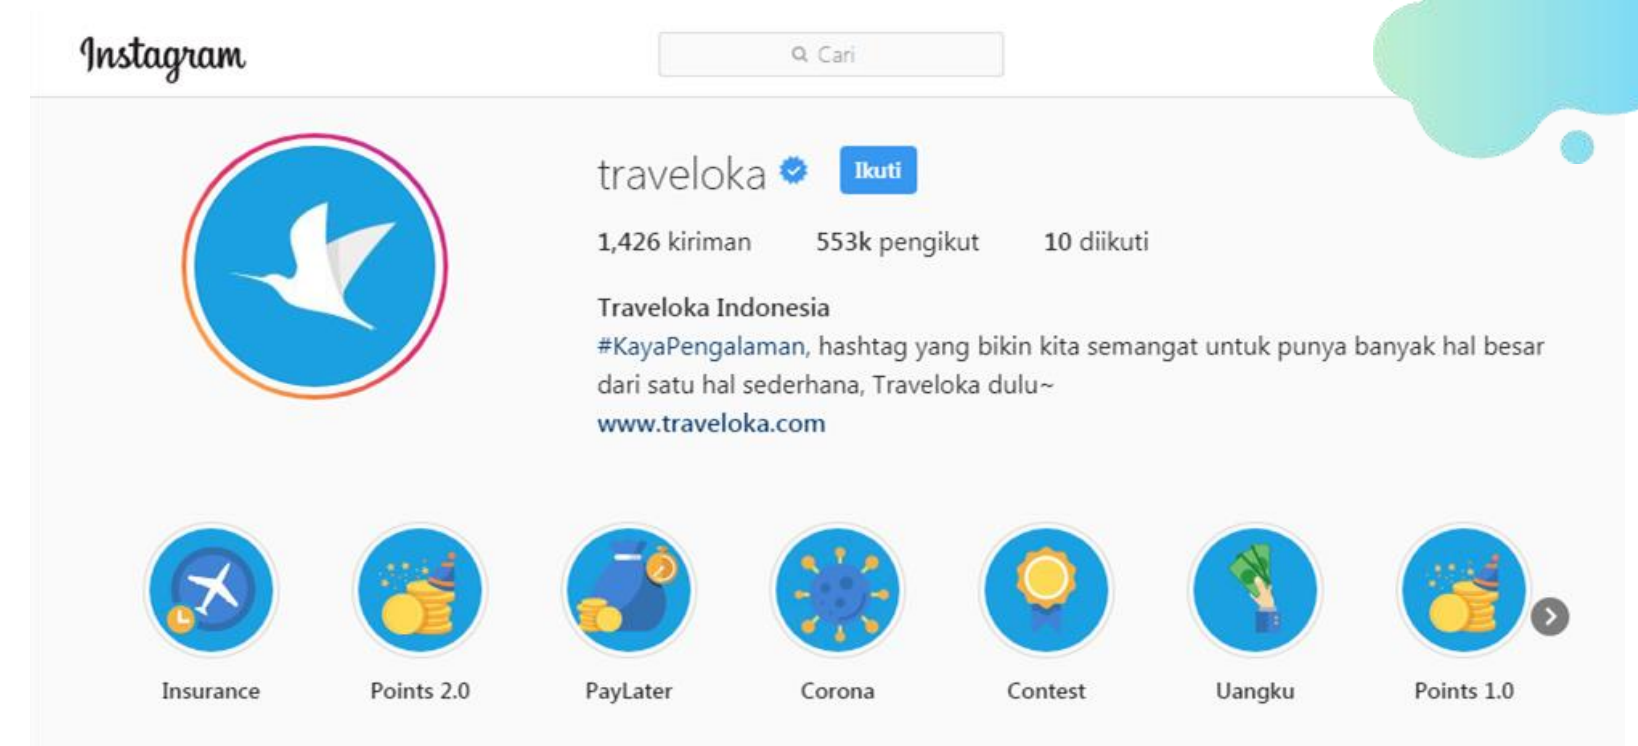 Instagram
Cari
traveloka
Ikuti
1,426 kiriman 553k pengikut 10 diikuti
Traveloka Indonesia
#KayaPengalaman, hashtag yang bikin kita semangat untuk punya banyak hal besar
dari satu hal sederhana, Traveloka dulu~
www.traveloka.com
Insurance Points 2.0 PayLater Corona Contest Uangku Points 1.0